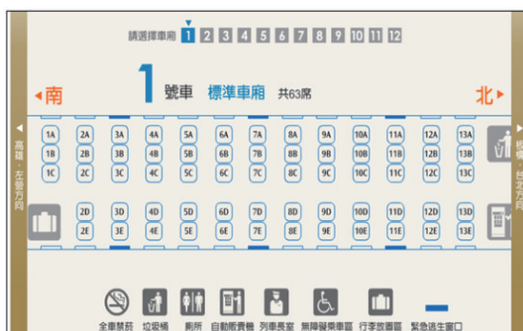 請選擇車廂 1 2 3 4 5 6 7 8 9 10 11 12
南 1 號車 標準車廂 共63席 北
高雄．左營方向
板橋．台北方向
1A 2A 3A 4A 5A 6A 7A 8A 9A 10A 11A 12A 13A
1B 2B 3B 4B 5B 6B 7B 8B 9B 10B 11B 12B 13B
1C 2C 3C 4C 5C 6C 7C 8C 9C 10C 11C 12C 13C
2D 3D 4D 5D 6D 7D 8D 9D 10D 11D 12D 13D
2E 3E 4E 5E 6E 7E 8E 9E 10E 11E 12E 13E
全車禁菸 垃圾桶 廁所 自動販賣機 列車長室 無障礙乘車區 行李放置區 緊急逃生窗口